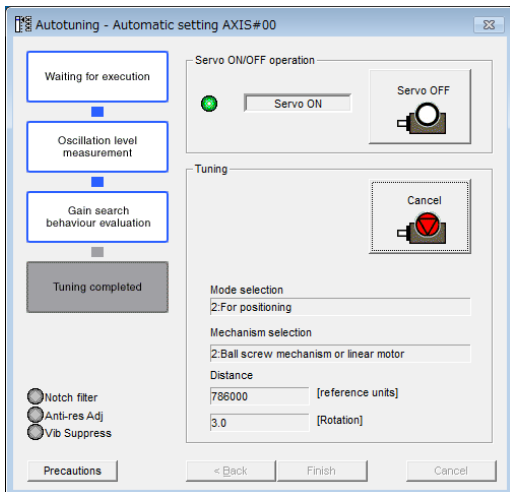 Autotuning - Automatic setting AXIS#00
Waiting for execution
Oscillation level
measurement
Gain search
behaviour evaluation
Tuning completed
Notch filter
Anti-res Adj
Vib Suppress
Precautions
Servo ON/OFF operation
Servo ON
Servo OFF
Tuning
Cancel
Mode selection
2:For positioning
Mechanism selection
2:Ball screw mechanism or linear motor
Distance
786000 [reference units]
3.0 [Rotation]
< Back
Finish
Cancel